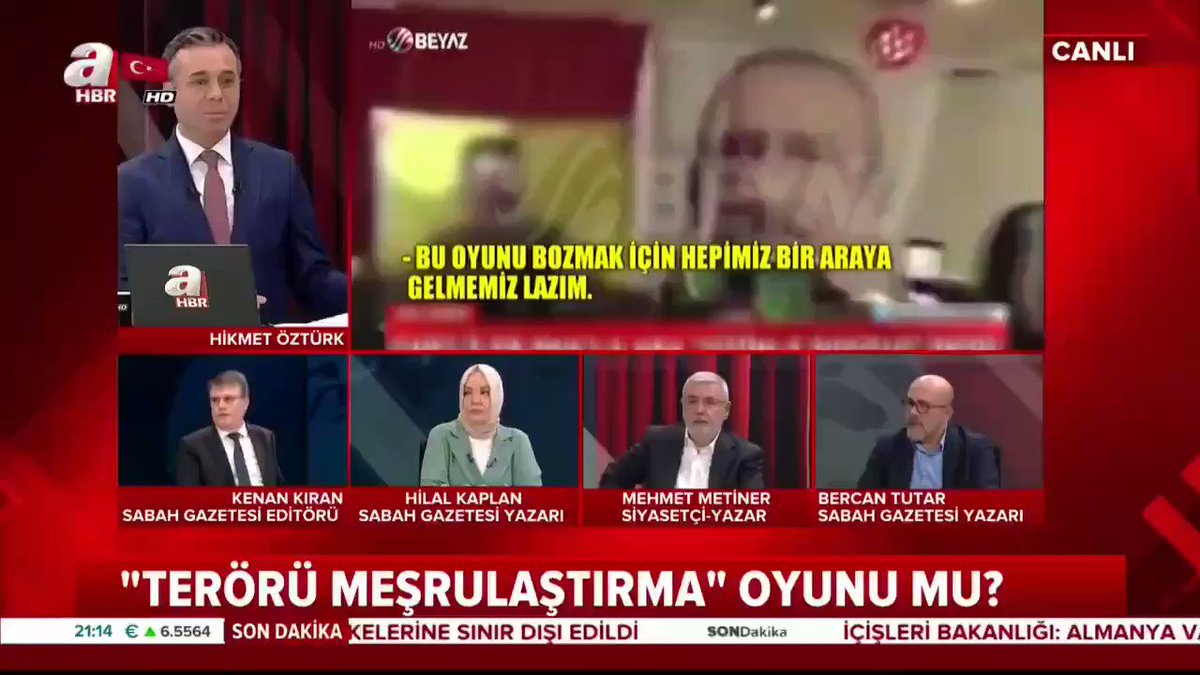 a
HBR
HD
HD BEYAZ
CANLI
- BU OYUNU BOZMAK İÇİN HEPİMİZ BİR ARAYA
GELMEMİZ LAZIM.
a
HBR
HD
HİKMET ÖZTÜRK
KENAN KIRAN
SABAH GAZETESİ EDİTÖRÜ
HİLAL KAPLAN
SABAH GAZETESİ YAZARI
MEHMET METİNER
SİYASETÇİ-YAZAR
BERCAN TUTAR
SABAH GAZETESİ YAZARI
"TERÖRÜ MEŞRULAŞTIRMA" OYUNU MU?
21:14 € 6.5564 SON DAKİKA KELERİNE SINIR DIŞI EDİLDİ SONDakika İÇİŞLERİ BAKANLIĞI: ALMANYA VA